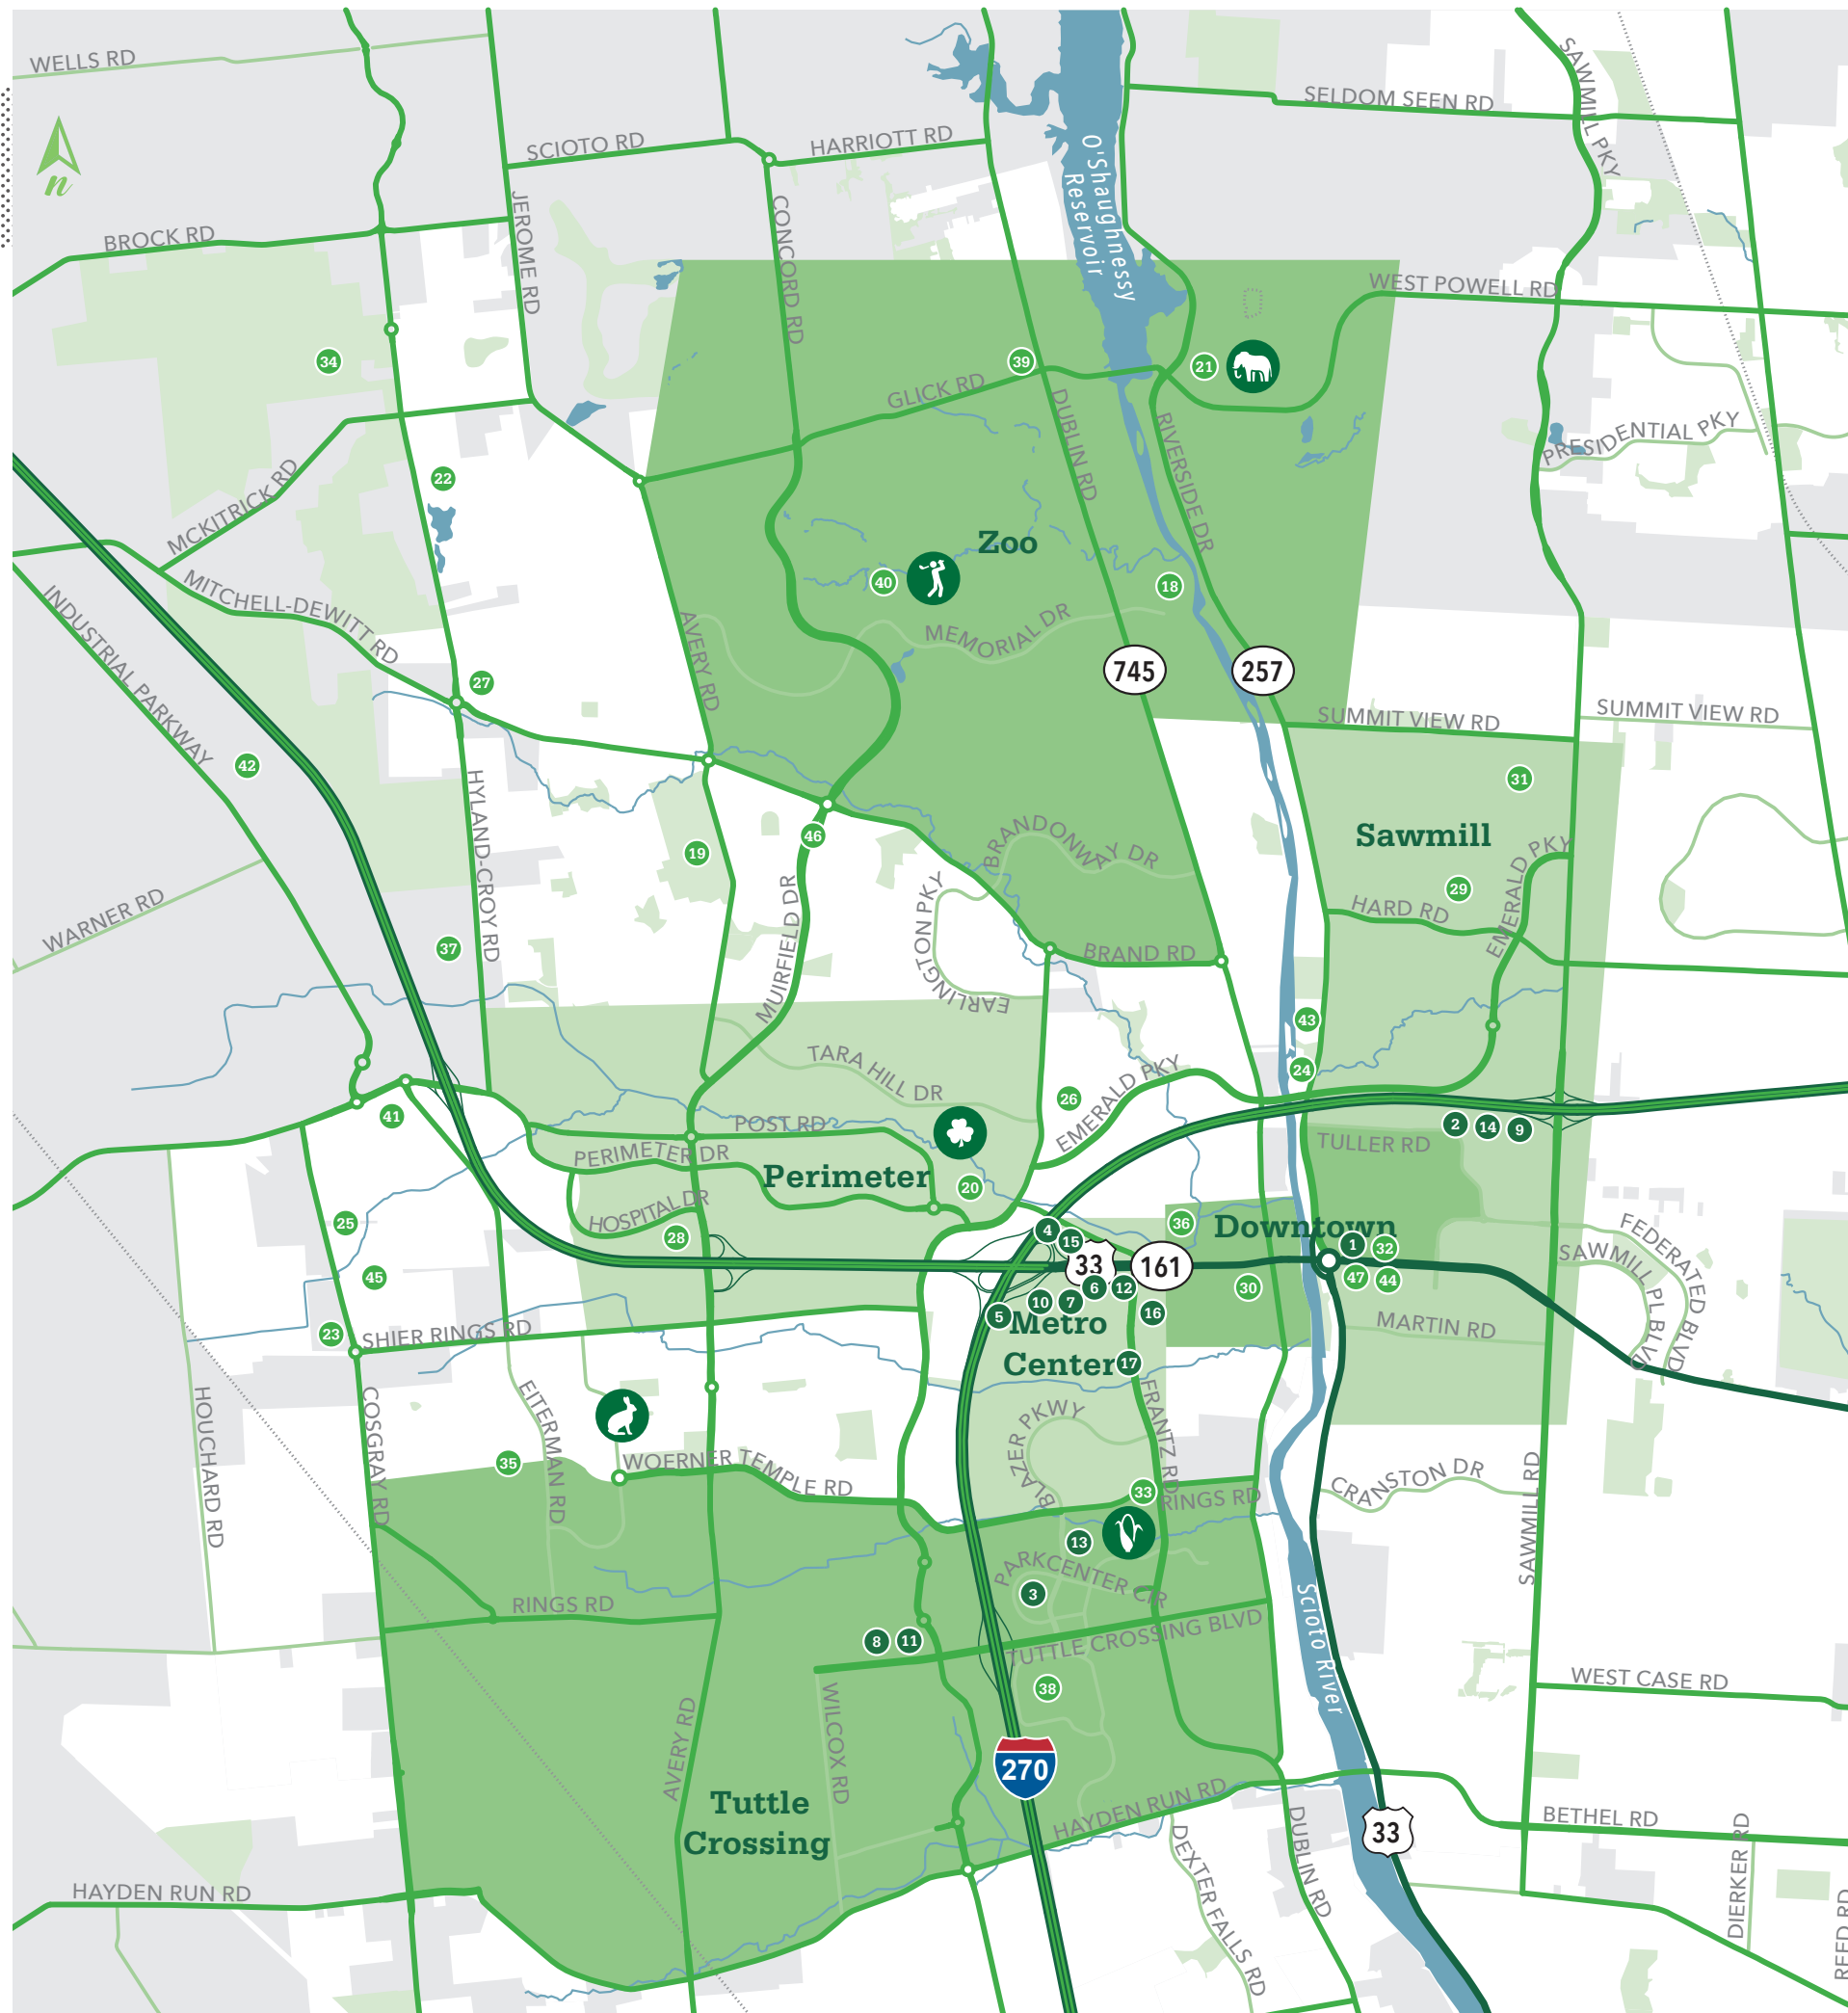 WELLS RD
SAWMILL PKY
SELDOM SEEN RD
SCIOTO RD
HARRIOTT RD
n
O'Shaughnessy
Reservoir
JEROME RD
CONCORD RD
BROCK RD
WEST POWELL RD
34
39
21
GLICK RD
DUBLIN RD
RIVERSIDE DR
PRESIDENTIAL PKY
22
MCKITRICK RD
Zoo
40
18
MITCHELL-DEWITT RD
INDUSTRIAL PARKWAY
AVERY RD
MEMORIAL DR
745
257
27
SUMMIT VIEW RD
SUMMIT VIEW RD
42
31
HYLAND-CROY RD
46
Sawmill
19
BRANDONWAY DR
EMERALD PKY
29
HARD RD
WARNER RD
MUIRFIELD DR
EARLINGTON PKY
37
BRAND RD
43
TARA HILL DR
24
26
EMERALD PKY
41
POST RD
2
14
9
TULLER RD
PERIMETER DR
Perimeter
20
HOSPITAL DR
25
28
4
15
36
Downtown
1
32
FEDERATED BLVD
SAWMILL PL BLVD
33
161
45
6
12
30
47
44
10
7
5
16
23
SHIER RINGS RD
Metro
Center
17
MARTIN RD
HOUCHARD RD
COSGRAY RD
EITERMAN RD
BLAZER PKWY
FRANTZ RD
35
WOERNER TEMPLE RD
CRANSTON DR
SAWMILL RD
33
RINGS RD
13
PARKCENTER CIR
3
RINGS RD
8
11
TUTTLE CROSSING BLVD
Scioto River
38
WEST CASE RD
WILCOX RD
AVERY RD
270
Tuttle
Crossing
HAYDEN RUN RD
33
BETHEL RD
DUBLIN RD
DEXTER FALLS RD
DIERKER RD
REED RD
HAYDEN RUN RD